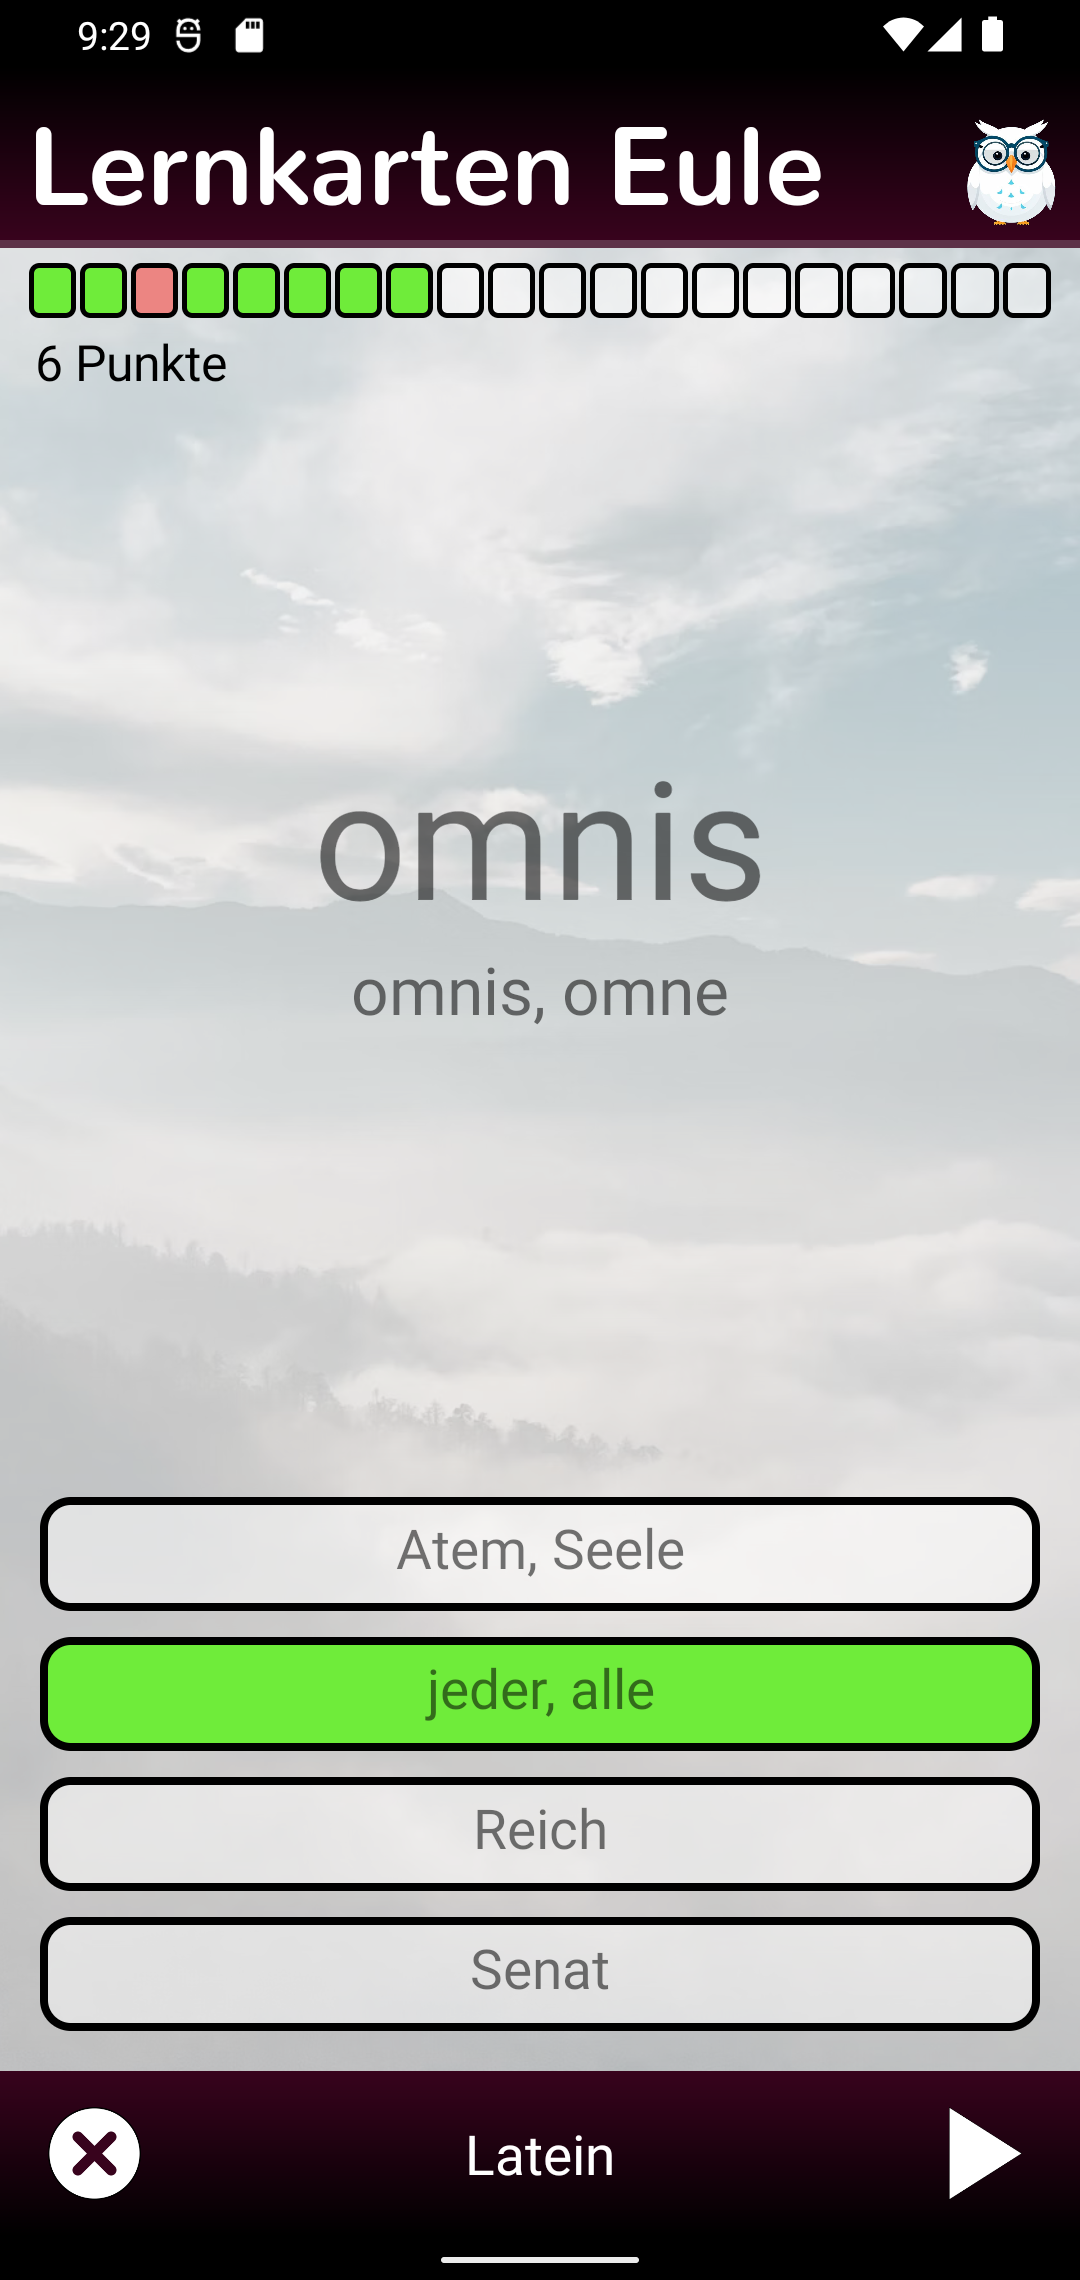 9:29
Lernkarten Eule
6 Punkte
omnis
omnis, omne
Atem, Seele
jeder, alle
Reich
Senat
Latein